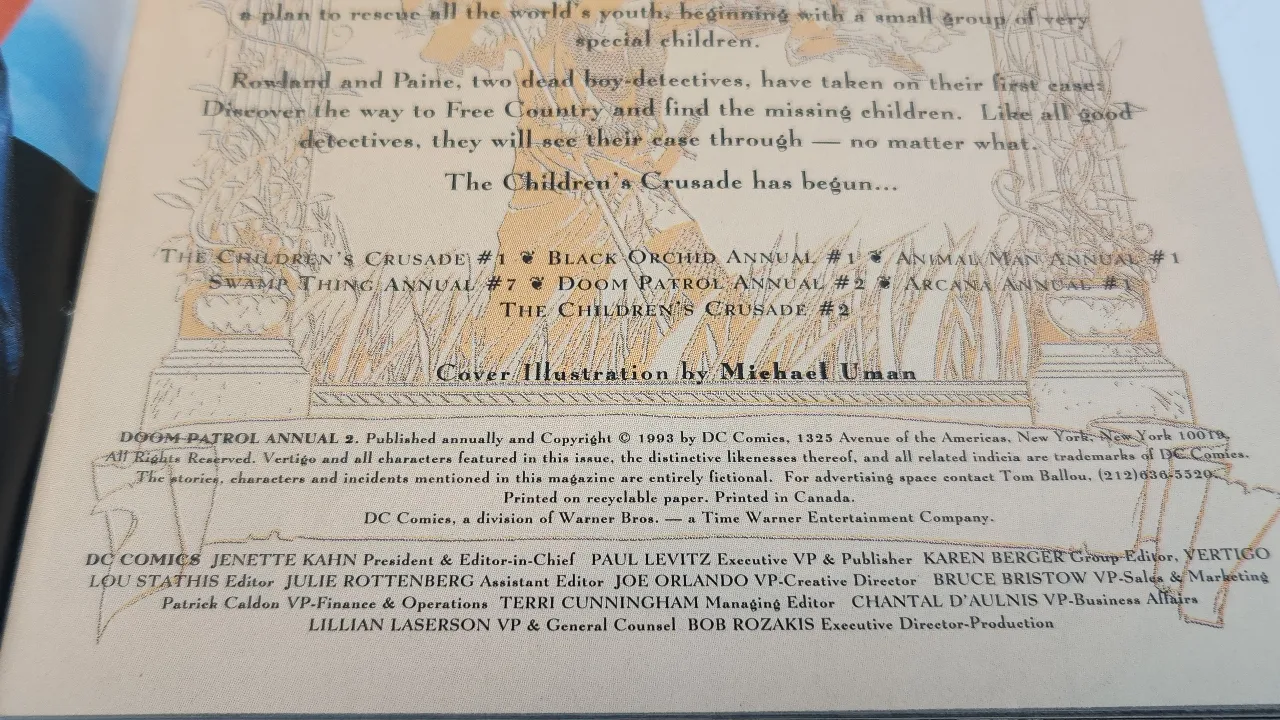 a plan to rescue all the world's youth, beginning with a small group of very
special children.
Rowland and Paine, two dead boy-detectives, have taken on their first case:
Discover the way to Free Country and find the missing children. Like all good
detectives, they will see their case through — no matter what.
The Children's Crusade has begun...
THE CHILDREN'S CRUSADE #1 ❦ BLACK ORCHID ANNUAL #1 ❦ ANIMAL MAN ANNUAL #1
SWAMP THING ANNUAL #7 ❦ DOOM PATROL ANNUAL #2 ❦ ARCANA ANNUAL #1
THE CHILDREN'S CRUSADE #2
Cover Illustration by Michael Uman
DOOM PATROL ANNUAL 2. Published annually and Copyright © 1993 by DC Comics, 1325 Avenue of the Americas, New York, New York 10019.
All Rights Reserved. Vertigo and all characters featured in this issue, the distinctive likenesses thereof, and all related indicia are trademarks of DC Comics.
The stories, characters and incidents mentioned in this magazine are entirely fictional. For advertising space contact Tom Ballou, (212)636-5520.
Printed on recyclable paper. Printed in Canada.
DC Comics, a division of Warner Bros. — a Time Warner Entertainment Company.
DC COMICS JENETTE KAHN President & Editor-in-Chief PAUL LEVITZ Executive VP & Publisher KAREN BERGER Group Editor, VERTIGO
LOU STATHIS Editor JULIE ROTTENBERG Assistant Editor JOE ORLANDO VP-Creative Director BRUCE BRISTOW VP-Sales & Marketing
Patrick Caldon VP-Finance & Operations TERRI CUNNINGHAM Managing Editor CHANTAL D'AULNIS VP-Business Affairs
LILLIAN LASERSON VP & General Counsel BOB ROZAKIS Executive Director-Production